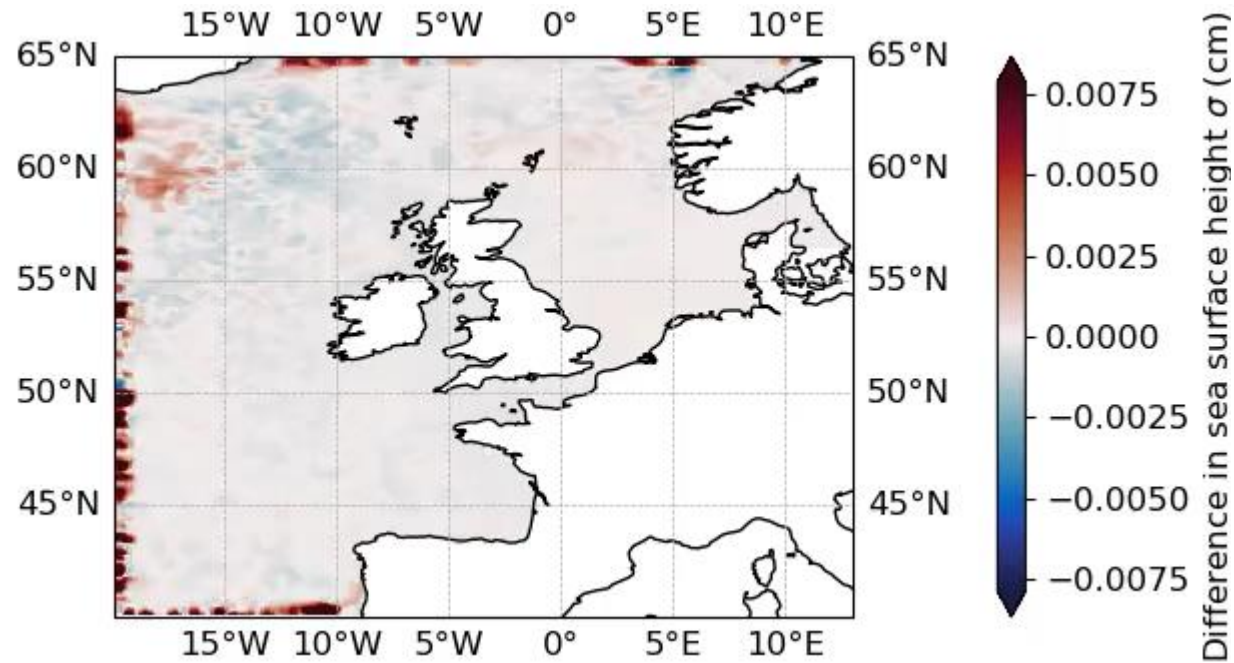 15°W 10°W 5°W 0° 5°E 10°E
65°N 65°N 0.0075
60°N 60°N 0.0050
0.0025
55°N 55°N 0.0000
50°N 50°N −0.0025
45°N 45°N −0.0050
−0.0075
15°W 10°W 5°W 0° 5°E 10°E
Difference in sea surface height σ (cm)